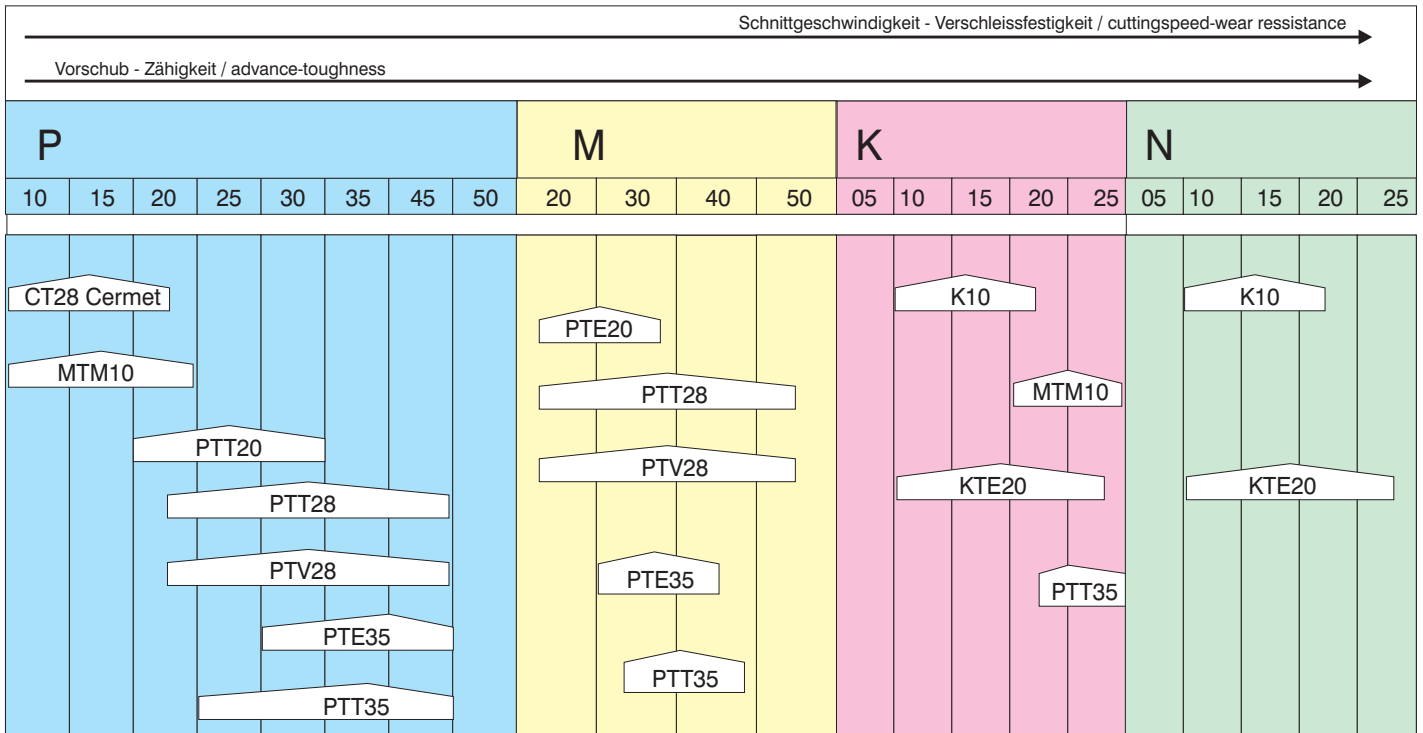 Schnittgeschwindigkeit - Verschleissfestigkeit / cuttingspeed-wear ressistance
Vorschub - Zähigkeit / advance-toughness
P M K N
10 15 20 25 30 35 45 50 20 30 40 50 05 10 15 20 25 05 10 15 20 25
CT28 Cermet K10 K10
PTE20
MTM10
PTT28 MTM10
PTT20
PTV28
KTE20 KTE20
PTT28
PTV28
PTE35
PTT35
PTE35
PTT35
PTT35